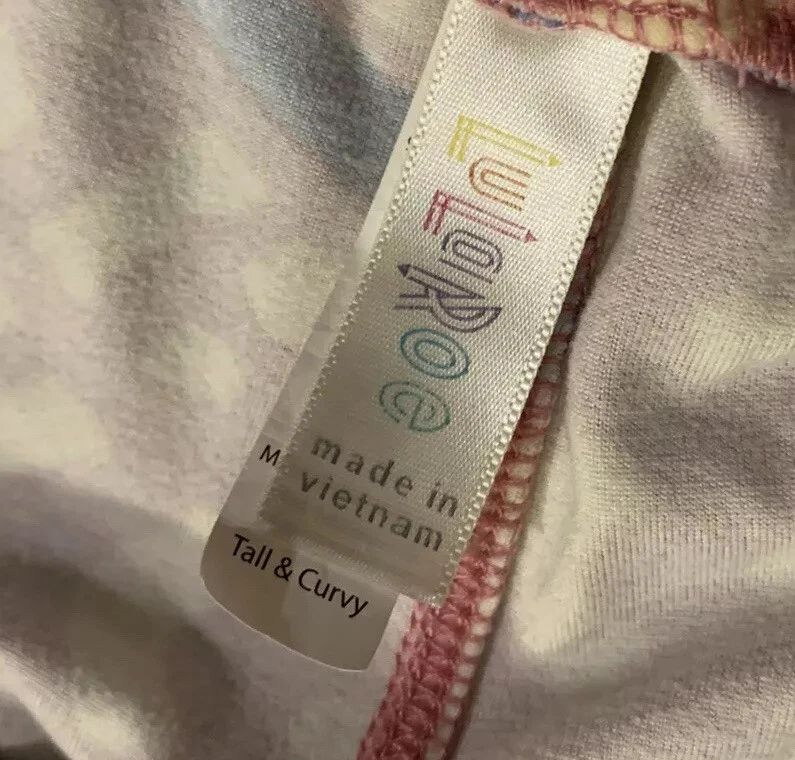 LuLaRoe
made in
vietnam
M
Tall & Curvy